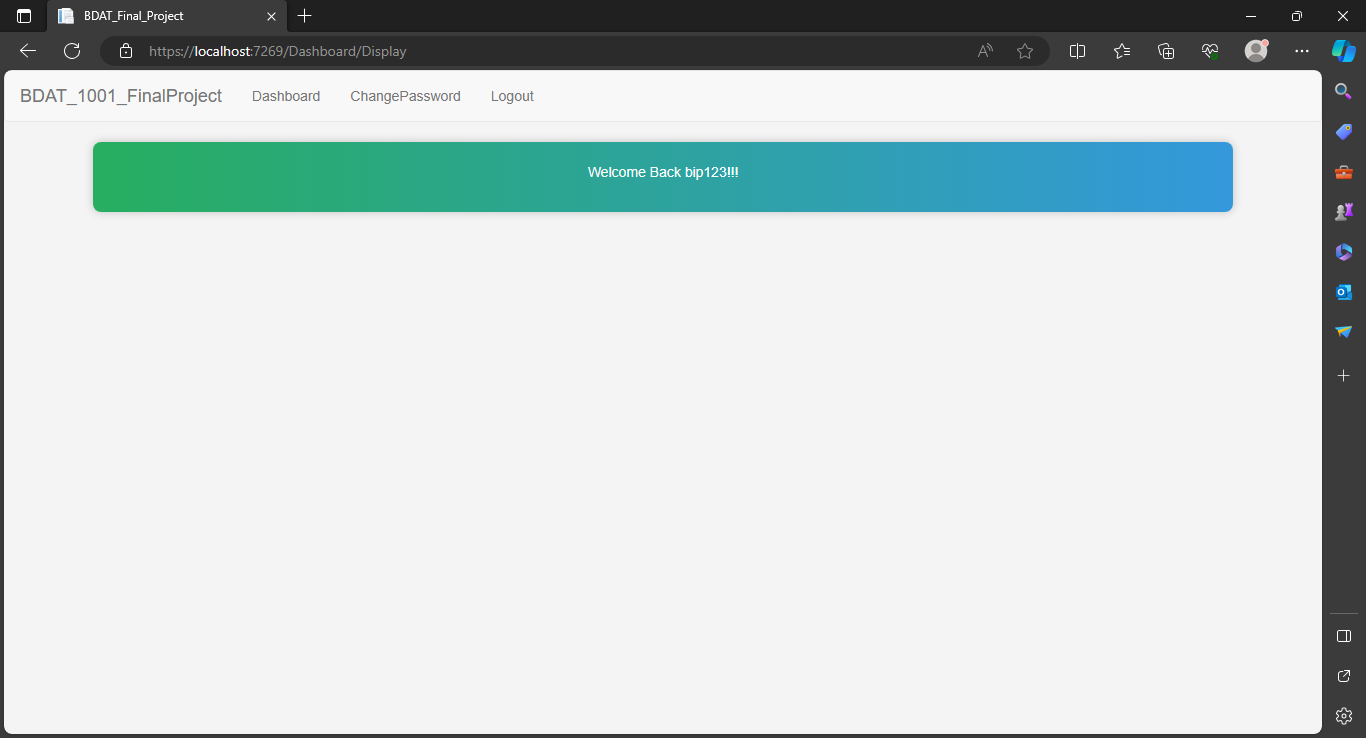 BDAT_Final_Project
https://localhost:7269/Dashboard/Display
BDAT_1001_FinalProject Dashboard ChangePassword Logout
Welcome Back bip123!!!